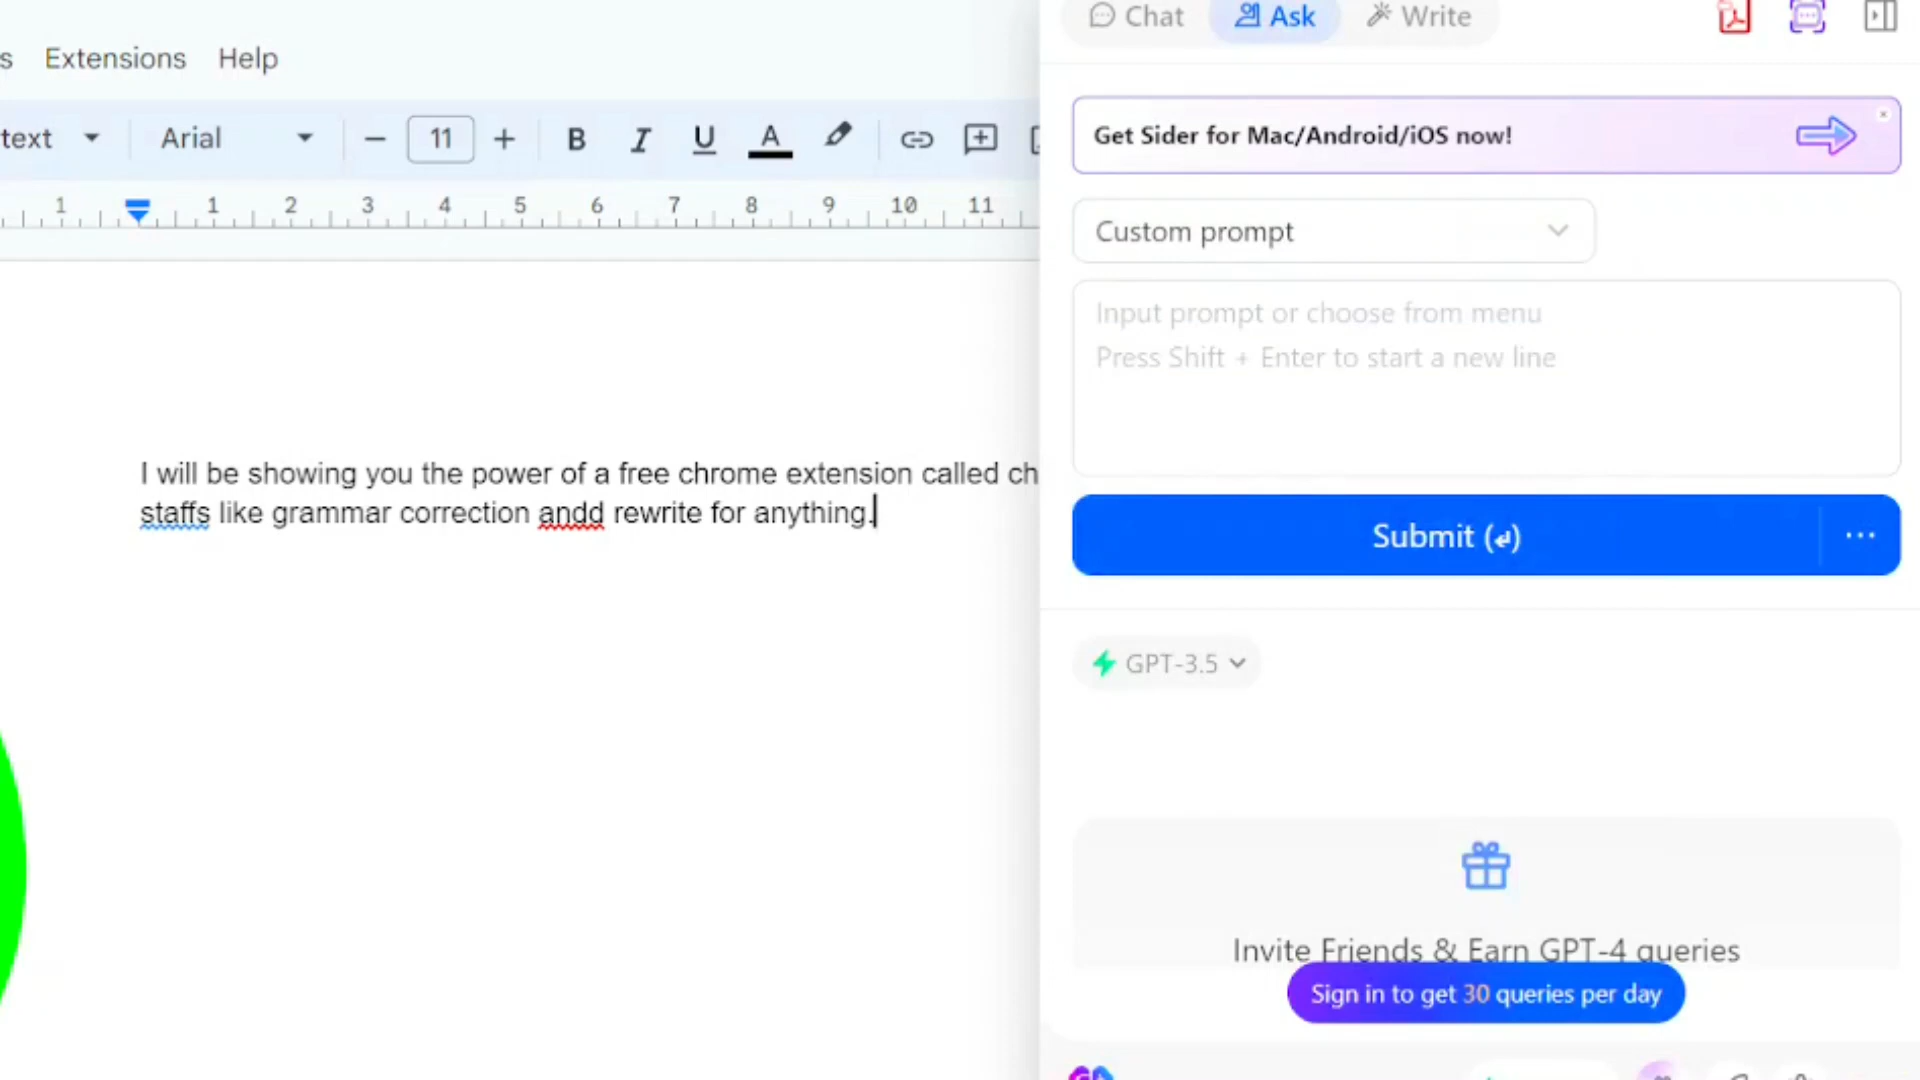 Chat Ask Write
s Extensions Help
text Arial 11 B I U A
Get Sider for Mac/Android/iOS now!
1 1 2 3 4 5 6 7 8 9 10 11
Custom prompt
Input prompt or choose from menu
Press Shift + Enter to start a new line
I will be showing you the power of a free chrome extension called ch
staffs like grammar correction andd rewrite for anything.
Submit (↵)
GPT-3.5
Invite Friends & Earn GPT-4 queries
Sign in to get 30 queries per day